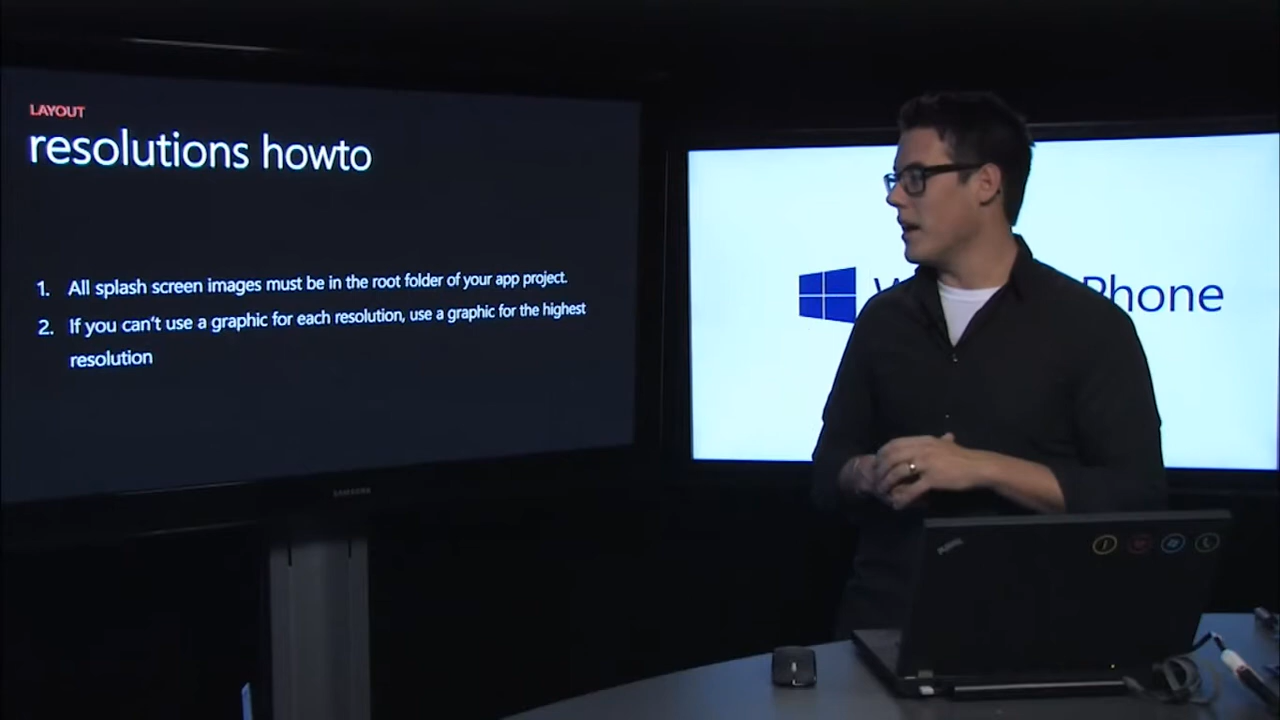 LAYOUT
resolutions howto
1. All splash screen images must be in the root folder of your app project.
2. If you can't use a graphic for each resolution, use a graphic for the highest
resolution
W Phone
SAMSUNG